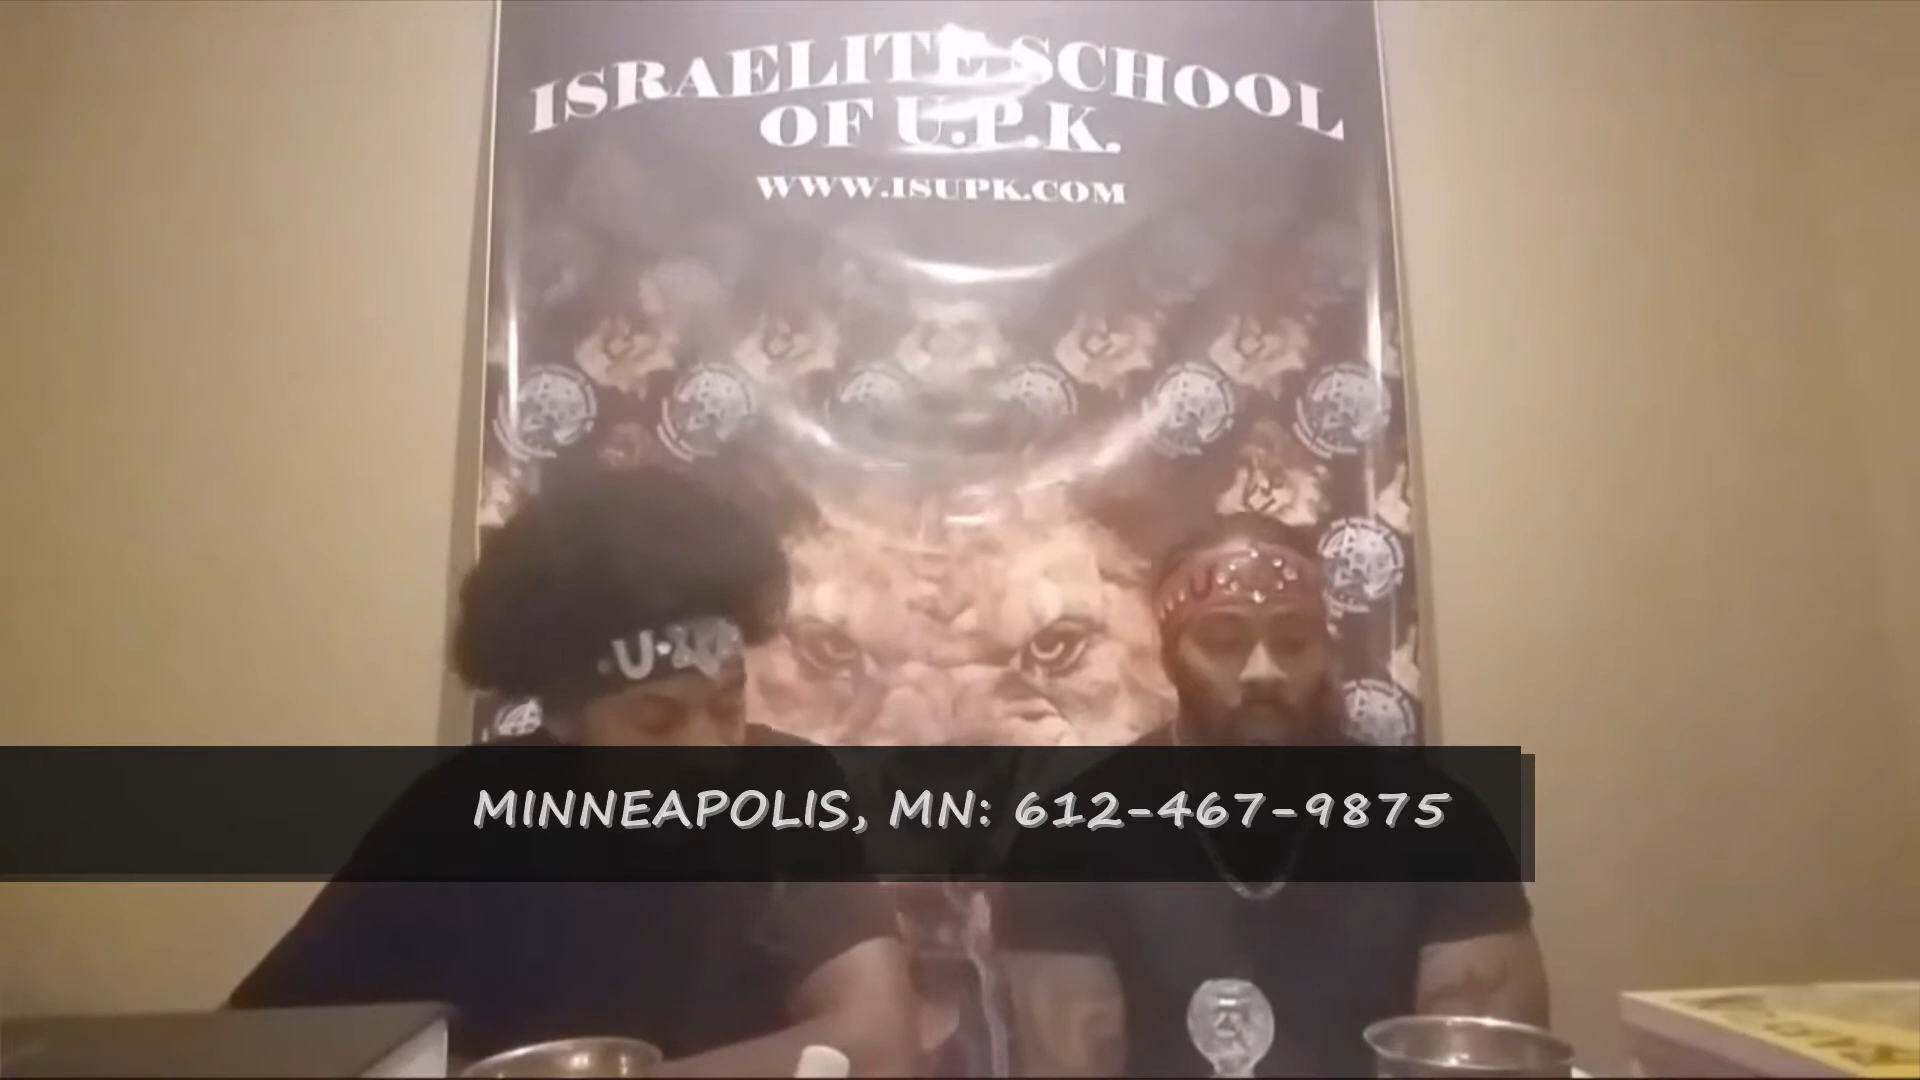 ISRAELITE SCHOOL
OF U.P.K.
WWW.ISUPK.COM
MINNEAPOLIS, MN: 612-467-9875